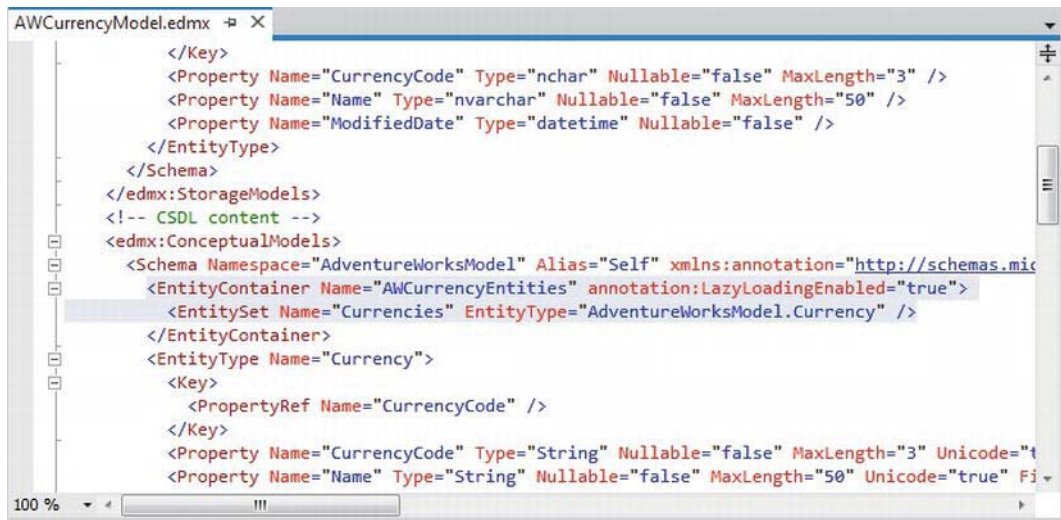 AWCurrencyModel.edmx
</Key>
<Property Name="CurrencyCode" Type="nchar" Nullable="false" MaxLength="3" />
<Property Name="Name" Type="nvarchar" Nullable="false" MaxLength="50" />
<Property Name="ModifiedDate" Type="datetime" Nullable="false" />
</EntityType>
</Schema>
</edmx:StorageModels>
<!-- CSDL content -->
<edmx:ConceptualModels>
<Schema Namespace="AdventureWorksModel" Alias="Self" xmlns:annotation="http://schemas.mic
<EntityContainer Name="AWCurrencyEntities" annotation:LazyLoadingEnabled="true">
<EntitySet Name="Currencies" EntityType="AdventureWorksModel.Currency" />
</EntityContainer>
<EntityType Name="Currency">
<Key>
<PropertyRef Name="CurrencyCode" />
</Key>
<Property Name="CurrencyCode" Type="String" Nullable="false" MaxLength="3" Unicode="t
<Property Name="Name" Type="String" Nullable="false" MaxLength="50" Unicode="true" Fi
100 %